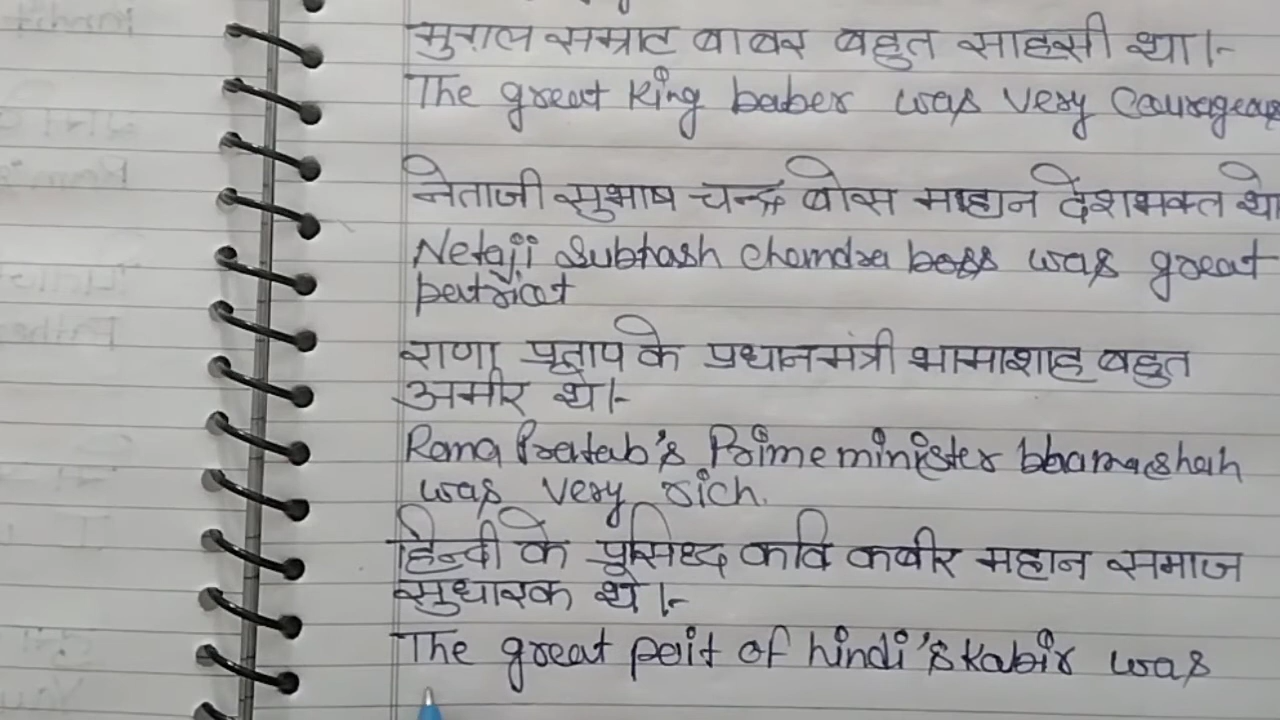 मुग़ल सम्राट बाबर बहुत साहसी था।-
The great King baber was very Courageous
नेताजी सुभाष चन्द्र बोस महान देशभक्त थे
Netaji Subhash Chandra boss was great
patriot
राणा प्रताप के प्रधानमंत्री भामाशाह बहुत
अमीर थे।-
Rana Pratab's Prime minister bhamashah
was very rich.
हिन्दी के प्रसिध्द कवि कबीर महान समाज
सुधारक थे।-
The great poit of hindi's Kabir was